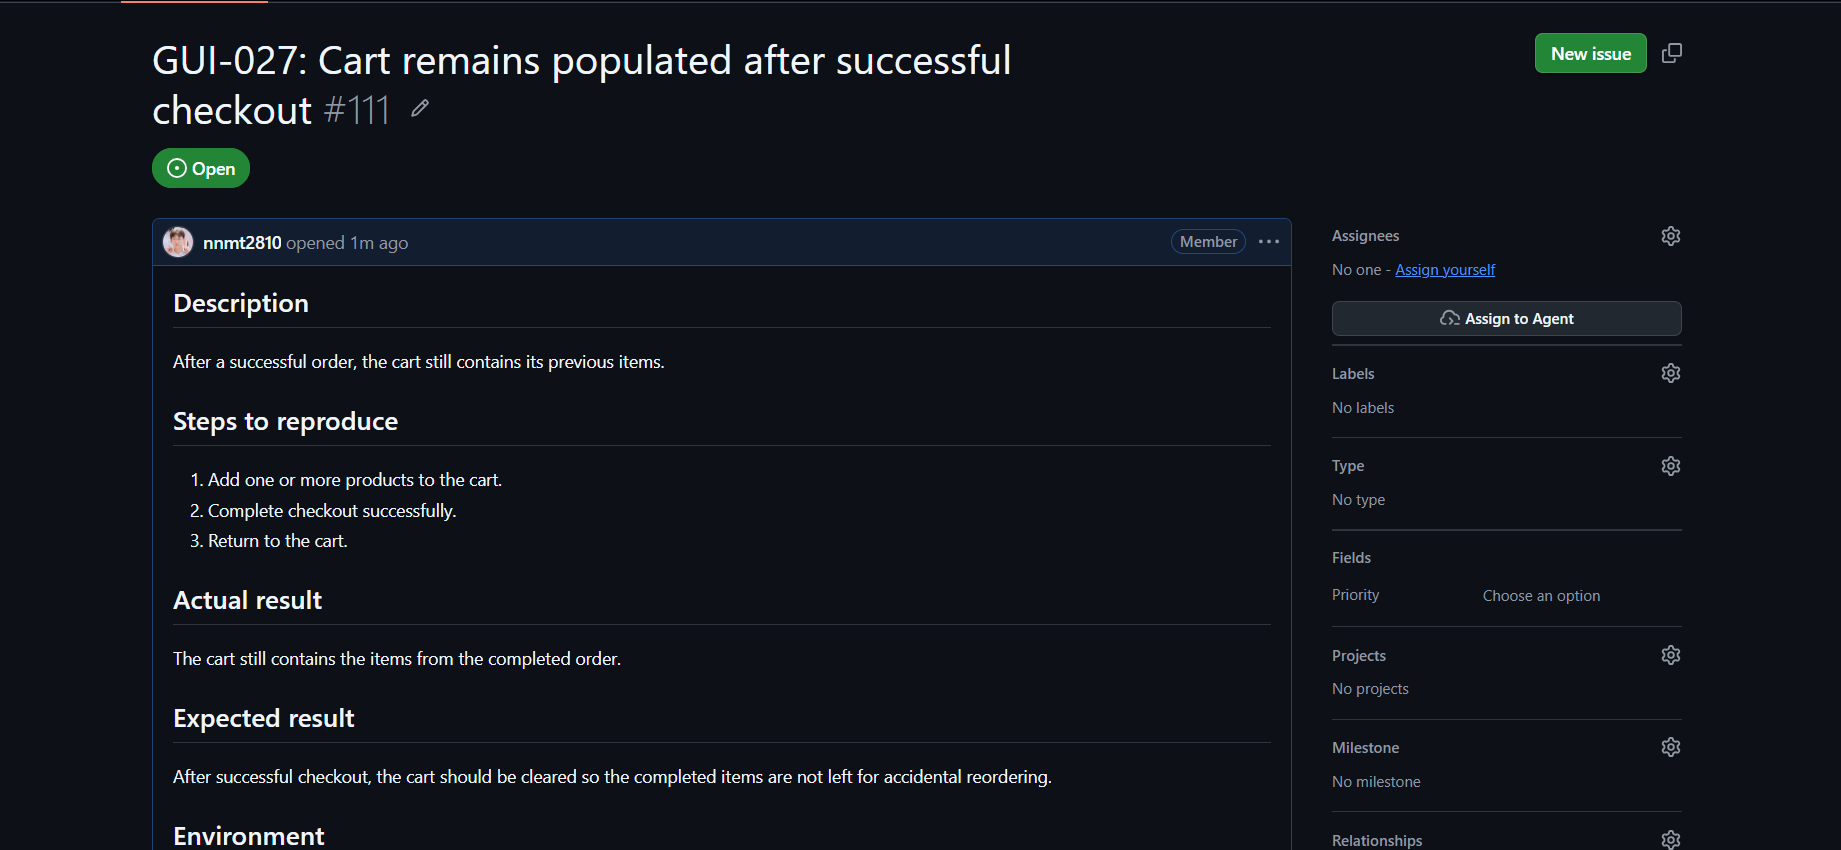 GUI-027: Cart remains populated after successful
checkout #111
New issue
Open
nnmt2810 opened 1m ago
Member
Description
After a successful order, the cart still contains its previous items.
Steps to reproduce
1. Add one or more products to the cart.
2. Complete checkout successfully.
3. Return to the cart.
Actual result
The cart still contains the items from the completed order.
Expected result
After successful checkout, the cart should be cleared so the completed items are not left for accidental reordering.
Environment
Assignees
No one - Assign yourself
Assign to Agent
Labels
No labels
Type
No type
Fields
Priority
Choose an option
Projects
No projects
Milestone
No milestone
Relationships